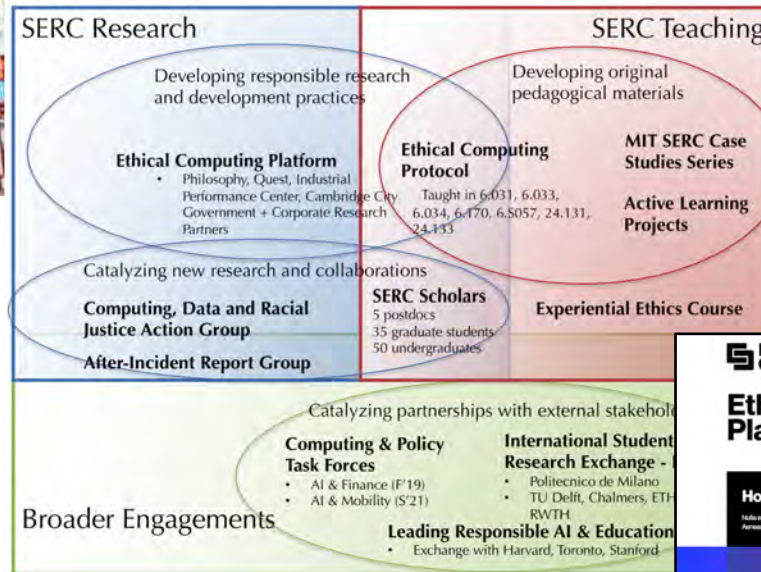 SERC Research
SERC Teaching
Developing responsible research
and development practices
Developing original
pedagogical materials
Ethical Computing Platform
• Philosophy, Quest, Industrial
Performance Center, Cambridge City
Government + Corporate Research
Partners
Ethical Computing
Protocol
Taught in 6.031, 6.033,
6.034, 6.170, 6.S057, 24.131,
24.133
MIT SERC Case
Studies Series
Active Learning
Projects
Catalyzing new research and collaborations
Computing, Data and Racial
Justice Action Group
After-Incident Report Group
SERC Scholars
5 postdocs
35 graduate students
50 undergraduates
Experiential Ethics Course
Catalyzing partnerships with external stakehol
Computing & Policy
Task Forces
• AI & Finance (F'19)
• AI & Mobility (S'21)
International Student
Research Exchange -
• Politecnico de Milano
• TU Delft, Chalmers, ETH
RWTH
Leading Responsible AI & Education
• Exchange with Harvard, Toronto, Stanford
Broader Engagements
Et
Pla
Ho